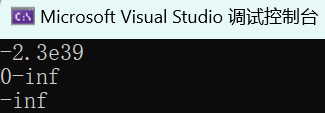 Microsoft Visual Studio 调试控制台
-2.3e39
0-inf
-inf